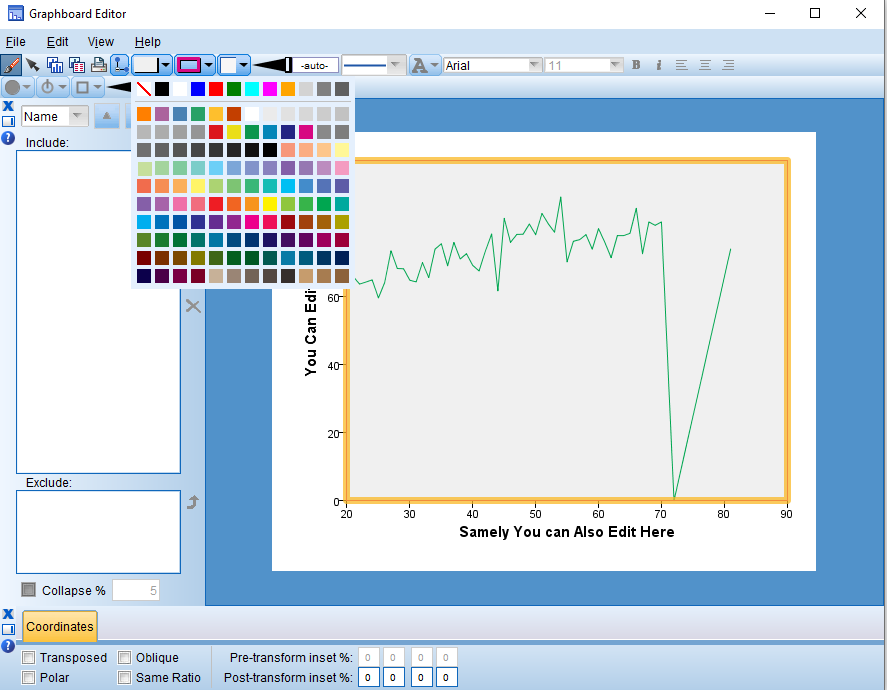 Graphboard Editor
File Edit View Help
-auto- Arial 11 B i
Name
Include:
Exclude:
Collapse % 5
You Can Edi
60
40
20
0
20 30 40 50 60 70 80 90
Samely You can Also Edit Here
Coordinates
Transposed Oblique Pre-transform inset %: 0 0 0 0
Polar Same Ratio Post-transform inset %: 0 0 0 0